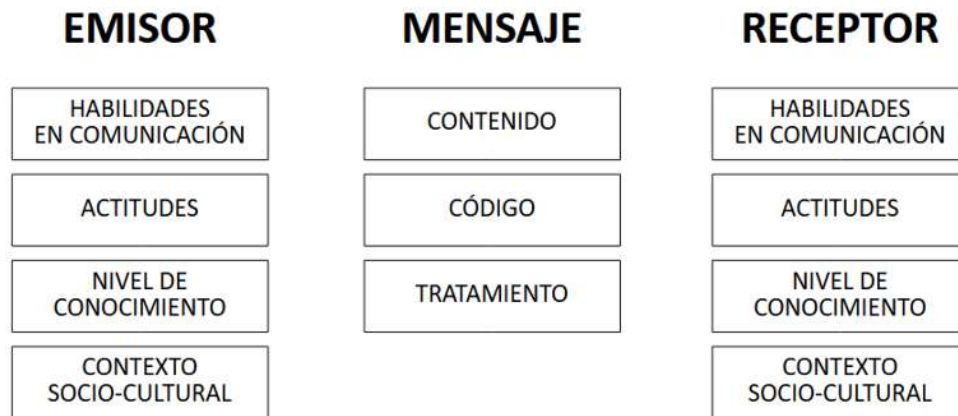 EMISOR
HABILIDADES
EN COMUNICACIÓN
ACTITUDES
NIVEL DE
CONOCIMIENTO
CONTEXTO
SOCIO-CULTURAL
MENSAJE
CONTENIDO
CÓDIGO
TRATAMIENTO
RECEPTOR
HABILIDADES
EN COMUNICACIÓN
ACTITUDES
NIVEL DE
CONOCIMIENTO
CONTEXTO
SOCIO-CULTURAL